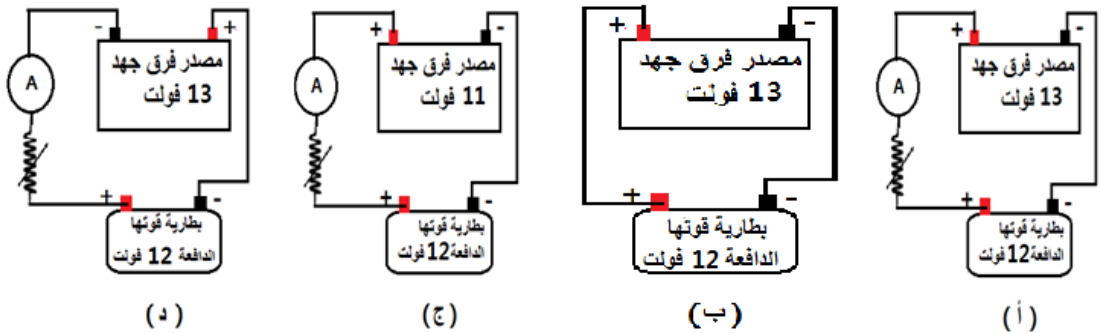 + -
مصدر فرق جهد
13 فولت
A
+ -
بطارية قوتها
الدافعة 12 فولت
(أ)
+ -
مصدر فرق جهد
13 فولت
+ -
بطارية قوتها
الدافعة 12 فولت
(ب)
+ -
مصدر فرق جهد
11 فولت
A
+ -
بطارية قوتها
الدافعة 12 فولت
(ج)
- +
مصدر فرق جهد
13 فولت
A
+ -
بطارية قوتها
الدافعة 12 فولت
(د)